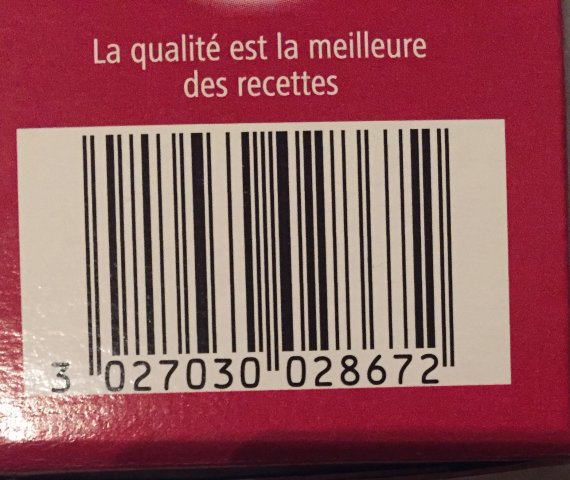 La qualité est la meilleure
des recettes
3 027030 028672